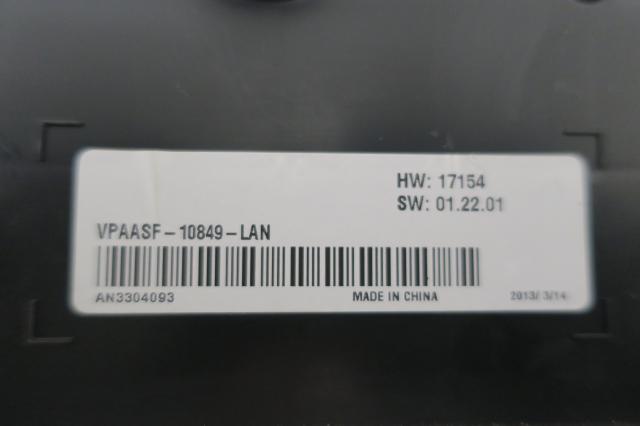 HW: 17154
SW: 01.22.01
VPAASF-10849-LAN
AN3304093 MADE IN CHINA 2013/ 3/14